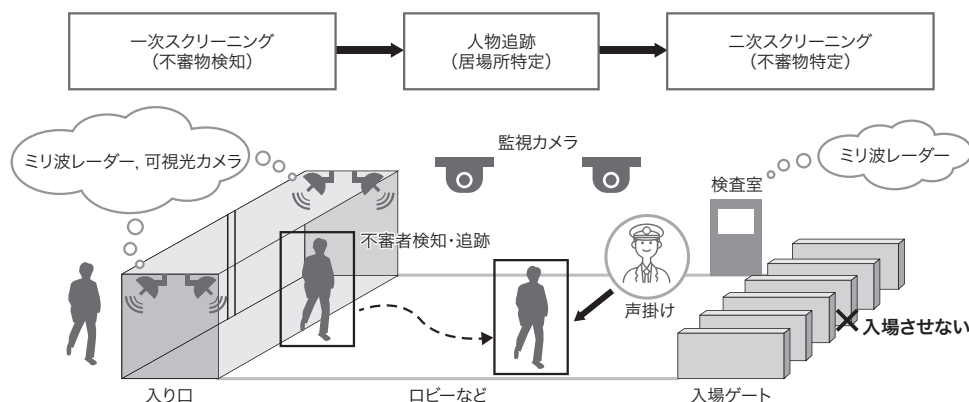 一次スクリーニング
（不審物検知）
人物追跡
（居場所特定）
二次スクリーニング
（不審物特定）
ミリ波レーダー, 可視光カメラ
監視カメラ
ミリ波レーダー
検査室
不審者検知・追跡
声掛け
入場させない
入り口
ロビーなど
入場ゲート